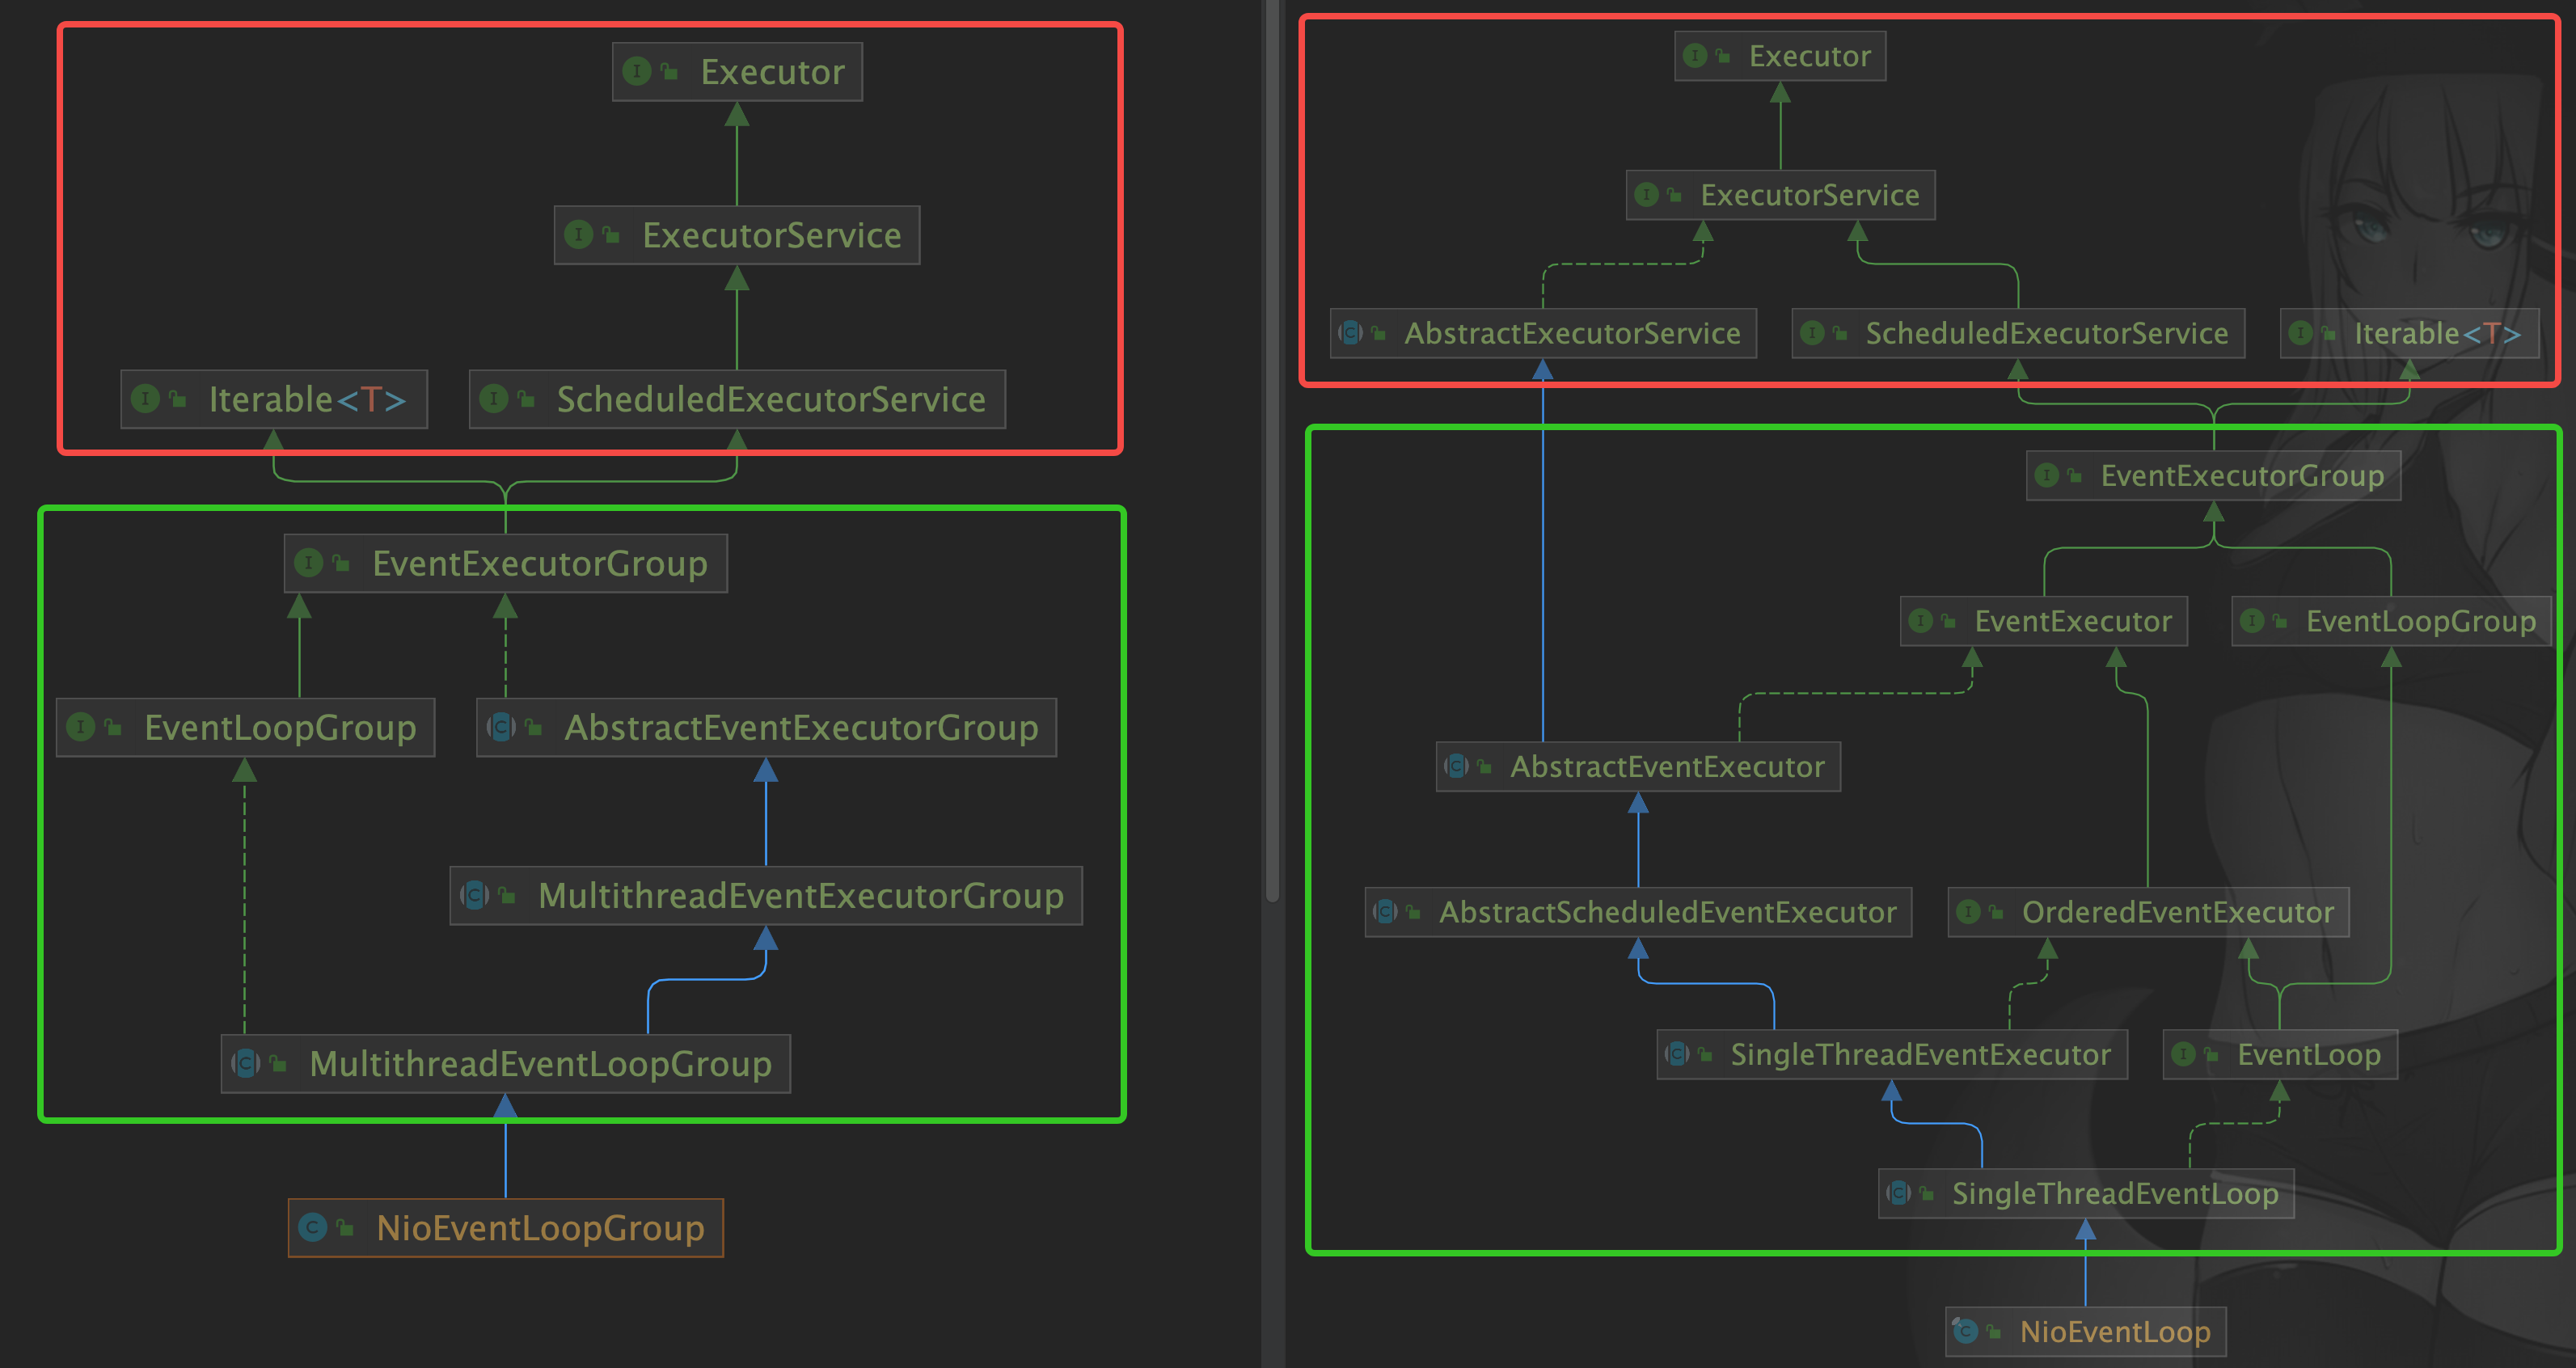 Executor
ExecutorService
Iterable<T>
ScheduledExecutorService
EventExecutorGroup
EventLoopGroup
AbstractEventExecutorGroup
MultithreadEventExecutorGroup
MultithreadEventLoopGroup
NioEventLoopGroup
Executor
ExecutorService
AbstractExecutorService
ScheduledExecutorService
Iterable<T>
EventExecutorGroup
EventExecutor
EventLoopGroup
AbstractEventExecutor
AbstractScheduledEventExecutor
OrderedEventExecutor
SingleThreadEventExecutor
EventLoop
SingleThreadEventLoop
NioEventLoop